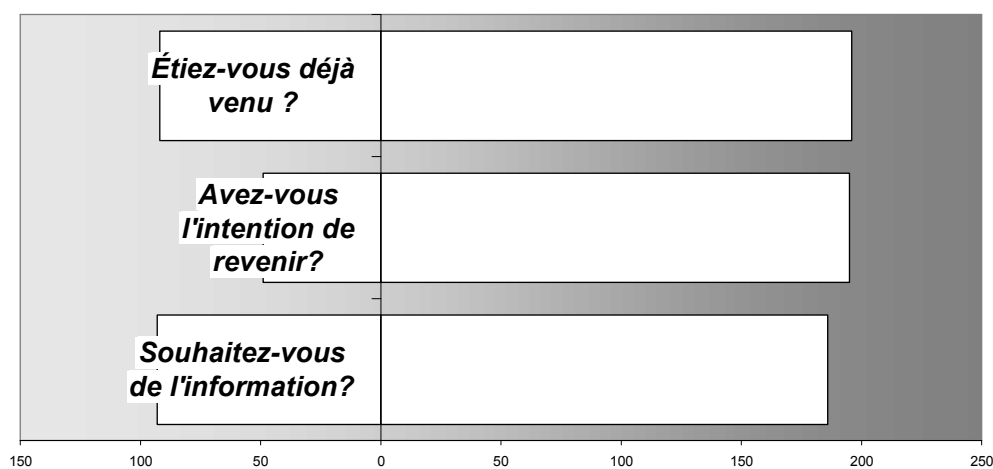 Étiez-vous déjà
venu ?
Avez-vous
l'intention de
revenir?
Souhaitez-vous
de l'information?
150 100 50 0 50 100 150 200 250